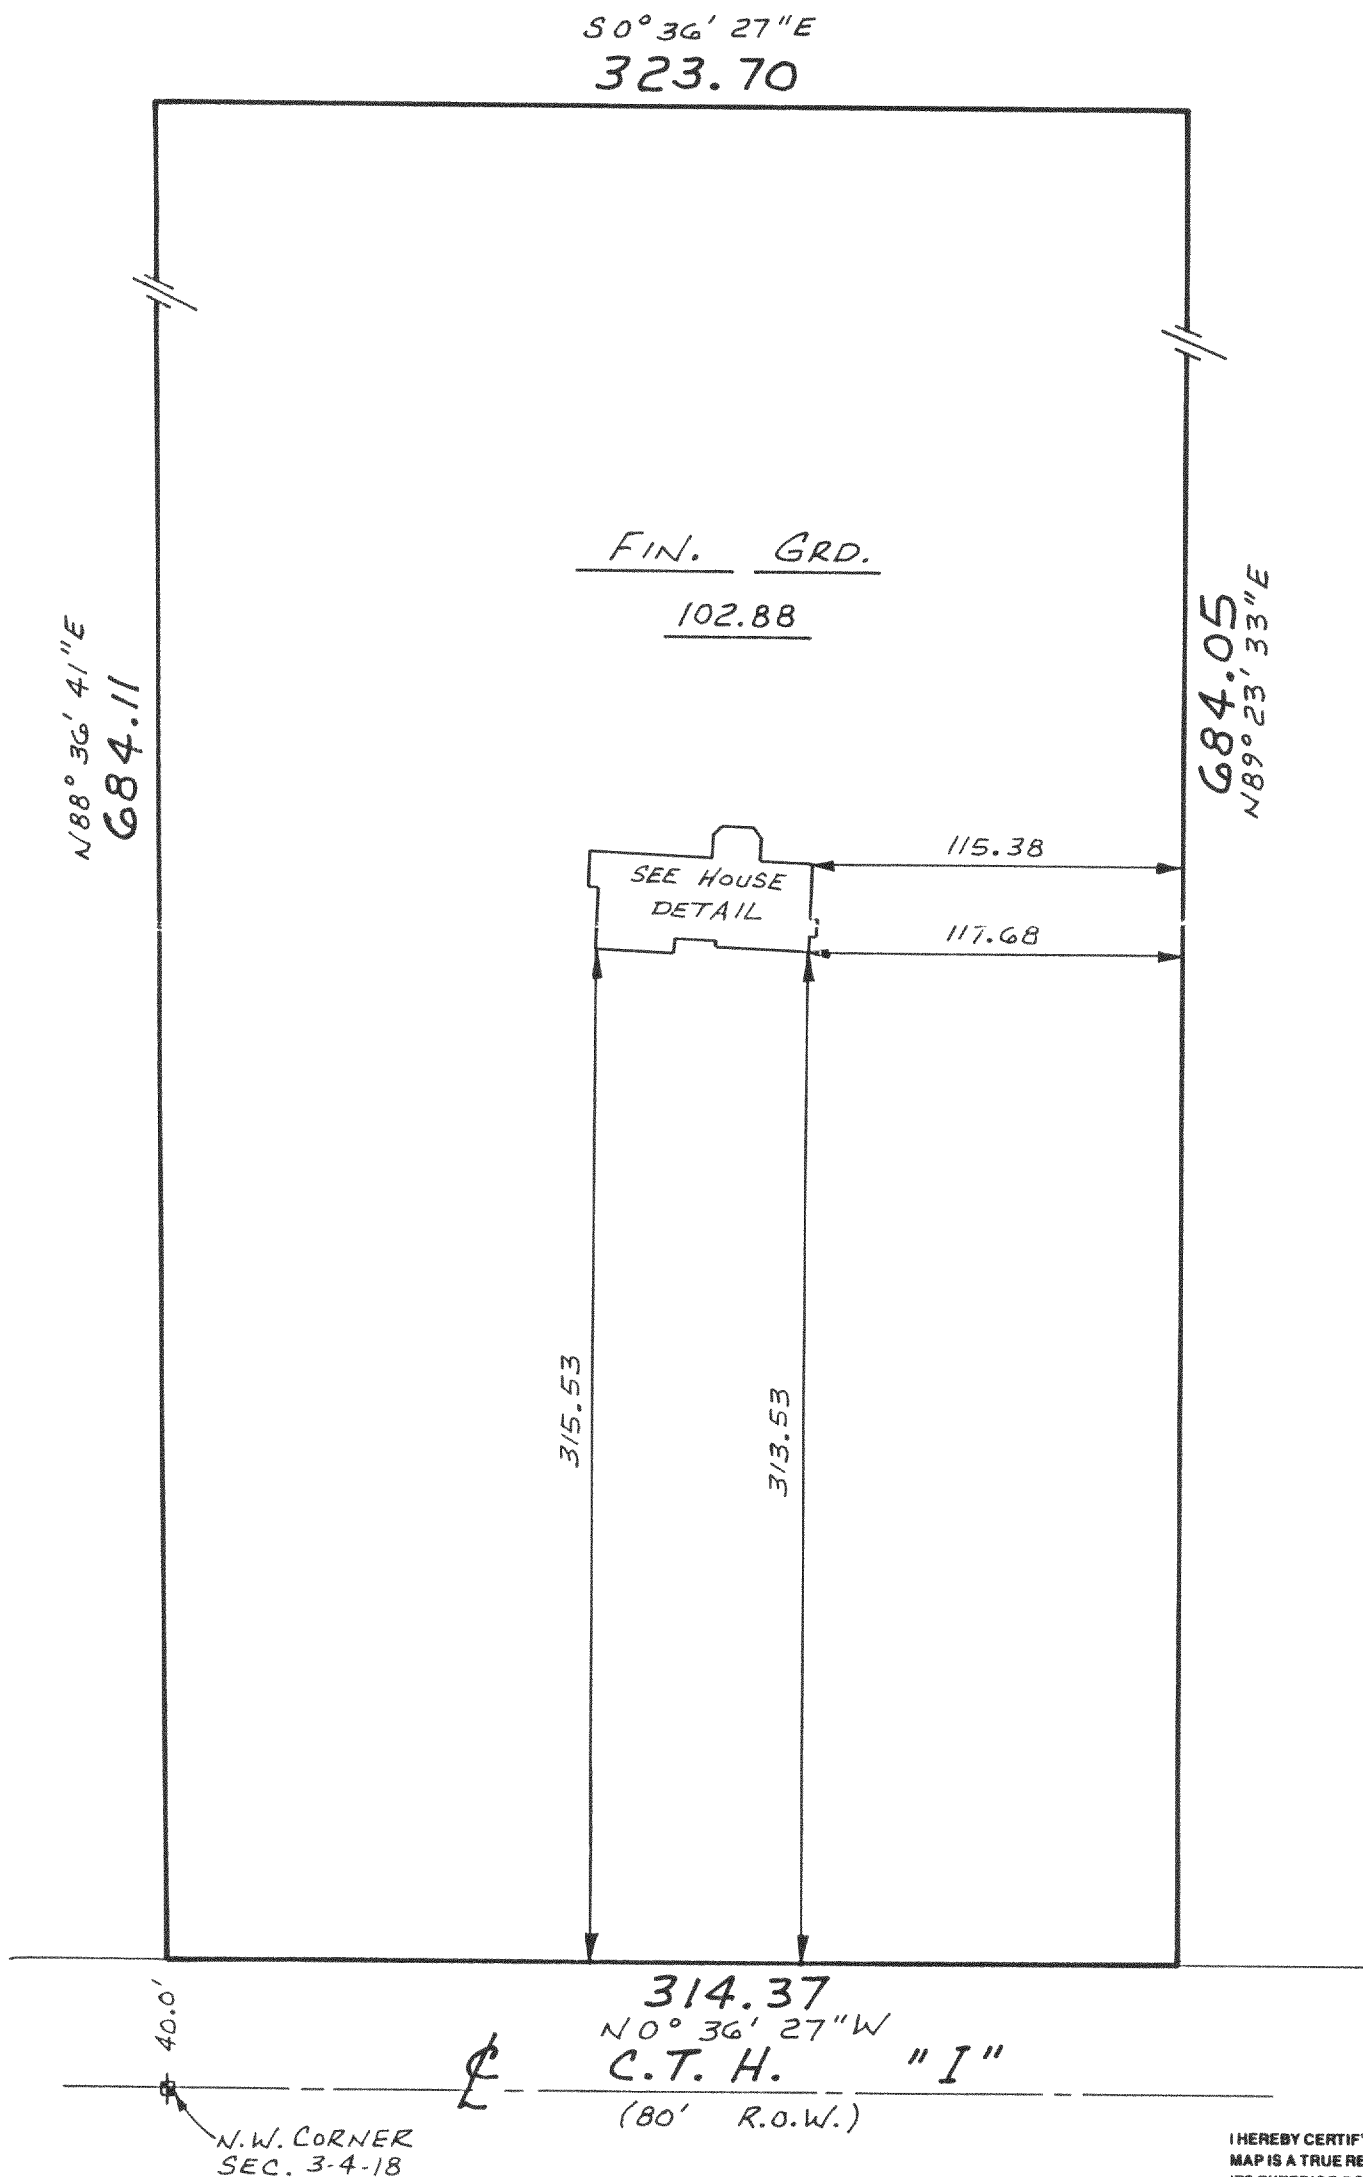 S 0° 36' 27" E
323.70
FIN. GRD.
102.88
N 88° 36' 41" E
684.11
684.05
N 89° 23' 33" E
115.38
SEE HOUSE
DETAIL
117.68
315.53
313.53
314.37
N 0° 36' 27" W
40.0'
℄ C.T.H. "I"
(80' R.O.W.)
N.W. CORNER
SEC. 3-4-18
I HEREBY CERTIFY
MAP IS A TRUE RE